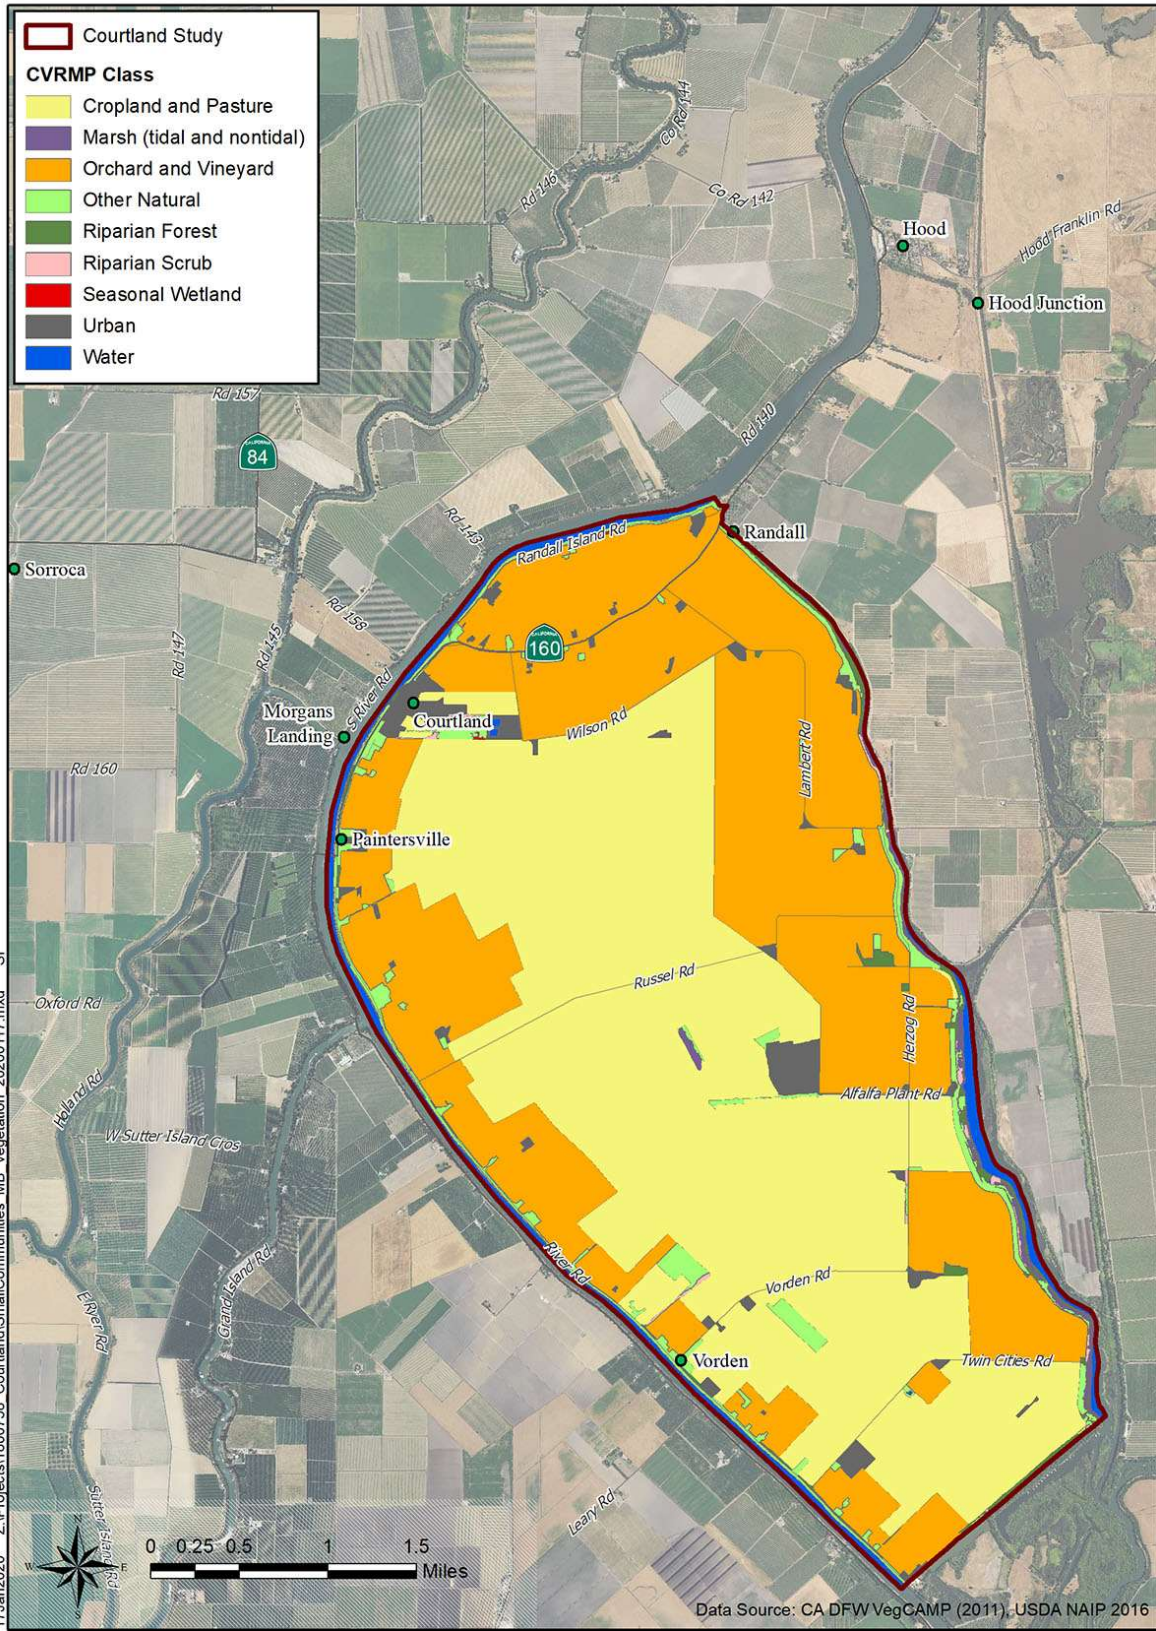 Courtland Study
CVRMP Class
Cropland and Pasture
Marsh (tidal and nontidal)
Orchard and Vineyard
Other Natural
Riparian Forest
Riparian Scrub
Seasonal Wetland
Urban
Water
Co Rd 144
Rd 146
Co Rd 142
Hood
Hood Franklin Rd
Hood Junction
Rd 157
CALIFORNIA
84
Rd 140
Rd 143
Randall Island Rd
Randall
Sorroca
Rd 158
Rd 147
Rd 145
CALIFORNIA
160
S River Rd
Courtland
Morgans
Landing
Wilson Rd
Lambert Rd
Rd 160
Paintersville
Russel Rd
Oxford Rd
Herzog Rd
Holland Rd
Alfalfa Plant Rd
W Sutter Island Cros
River Rd
Grand Island Rd
Vorden Rd
E Ryer Rd
Vorden
Twin Cities Rd
Sutter Island Rd
Leary Rd
N
W E
S
0 0.25 0.5 1 1.5
Miles
Data Source: CA DFW VegCAMP (2011), USDA NAIP 2016